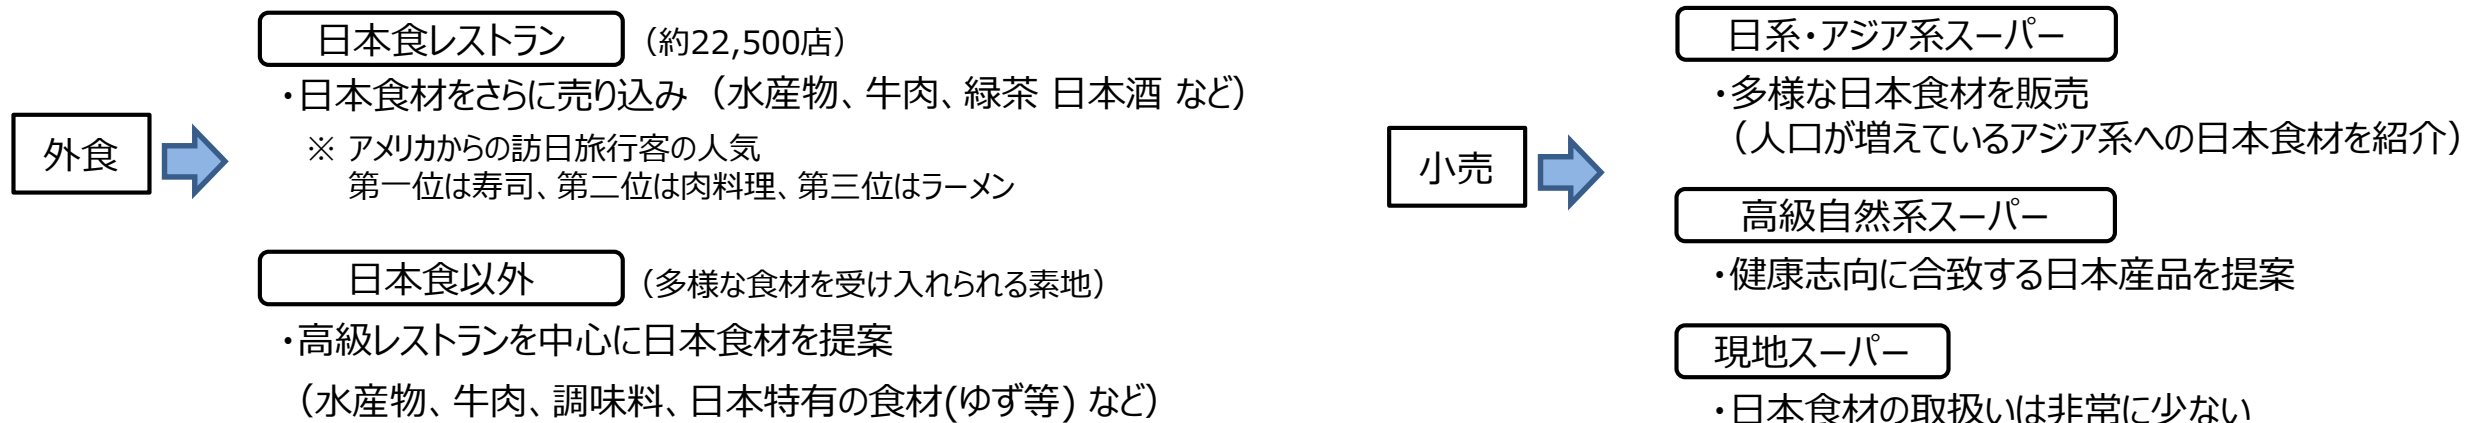 外食
日本食レストラン (約22,500店)
・日本食材をさらに売り込み (水産物、牛肉、緑茶 日本酒 など)
※ アメリカからの訪日旅行客の人気
第一位は寿司、第二位は肉料理、第三位はラーメン
日本食以外 (多様な食材を受け入れられる素地)
・高級レストランを中心に日本食材を提案
(水産物、牛肉、調味料、日本特有の食材(ゆず等) など)
小売
日系・アジア系スーパー
・多様な日本食材を販売
(人口が増えているアジア系への日本食材を紹介)
高級自然系スーパー
・健康志向に合致する日本産品を提案
現地スーパー
・日本食材の取扱いは非常に少ない